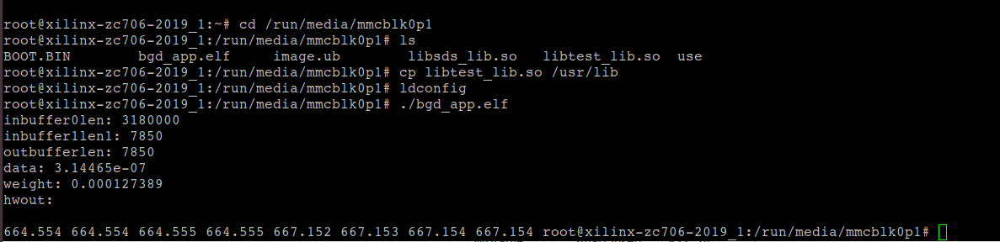 root@xilinx-zc706-2019_1:~# cd /run/media/mmcblk0p1
root@xilinx-zc706-2019_1:/run/media/mmcblk0p1# ls
BOOT.BIN        bgd_app.elf     image.ub        libsds_lib.so   libtest_lib.so  use
root@xilinx-zc706-2019_1:/run/media/mmcblk0p1# cp libtest_lib.so /usr/lib
root@xilinx-zc706-2019_1:/run/media/mmcblk0p1# ldconfig
root@xilinx-zc706-2019_1:/run/media/mmcblk0p1# ./bgd_app.elf
inbuffer0len: 3180000
inbuffer1len1: 7850
outbufferlen: 7850
data: 3.14465e-07
weight: 0.000127389
hwout:
664.554 664.554 664.555 664.555 667.152 667.153 667.154 667.154 root@xilinx-zc706-2019_1:/run/media/mmcblk0p1#